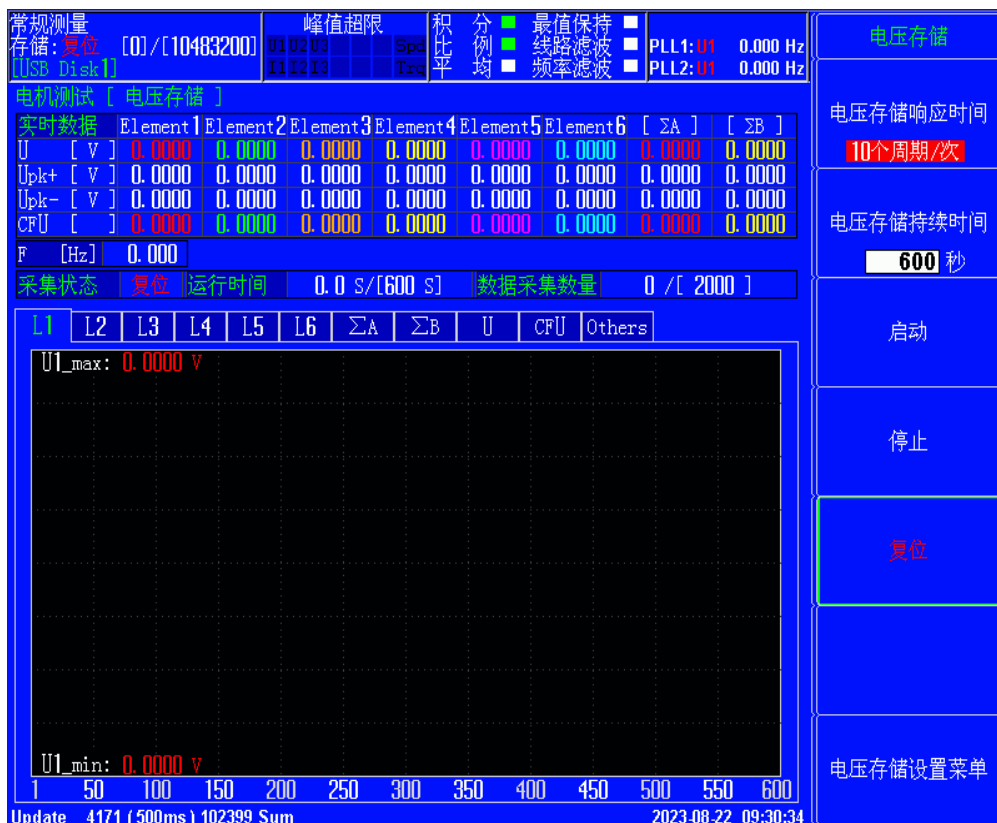 常规测量 峰值超限 积 分 最值保持
存储:复位 [0]/[10483200] U1U2U3 Spd 比 例 线路滤波 PLL1:U1 0.000 Hz
[USB Disk1] I1I2I3 Trq 平 均 频率滤波 PLL2:U1 0.000 Hz
电机测试 [ 电压存储 ]
实时数据 Element1 Element2 Element3 Element4 Element5 Element6 [ ΣA ] [ ΣB ]
U [ V ] 0.0000 0.0000 0.0000 0.0000 0.0000 0.0000 0.0000 0.0000
Upk+ [ V ] 0.0000 0.0000 0.0000 0.0000 0.0000 0.0000 0.0000 0.0000
Upk- [ V ] 0.0000 0.0000 0.0000 0.0000 0.0000 0.0000 0.0000 0.0000
CFU [ ] 0.0000 0.0000 0.0000 0.0000 0.0000 0.0000 0.0000 0.0000
F [Hz] 0.000
采集状态 复位 运行时间 0.0 S/[600 S] 数据采集数量 0 /[ 2000 ]
L1 L2 L3 L4 L5 L6 ΣA ΣB U CFU Others
U1_max: 0.0000 V
U1_min: 0.0000 V
1 50 100 150 200 250 300 350 400 450 500 550 600
Update 4171 ( 500ms ) 102399 Sum 2023-08-22 09:30:34
电压存储
电压存储响应时间
10个周期/次
电压存储持续时间
600 秒
启动
停止
复位
电压存储设置菜单